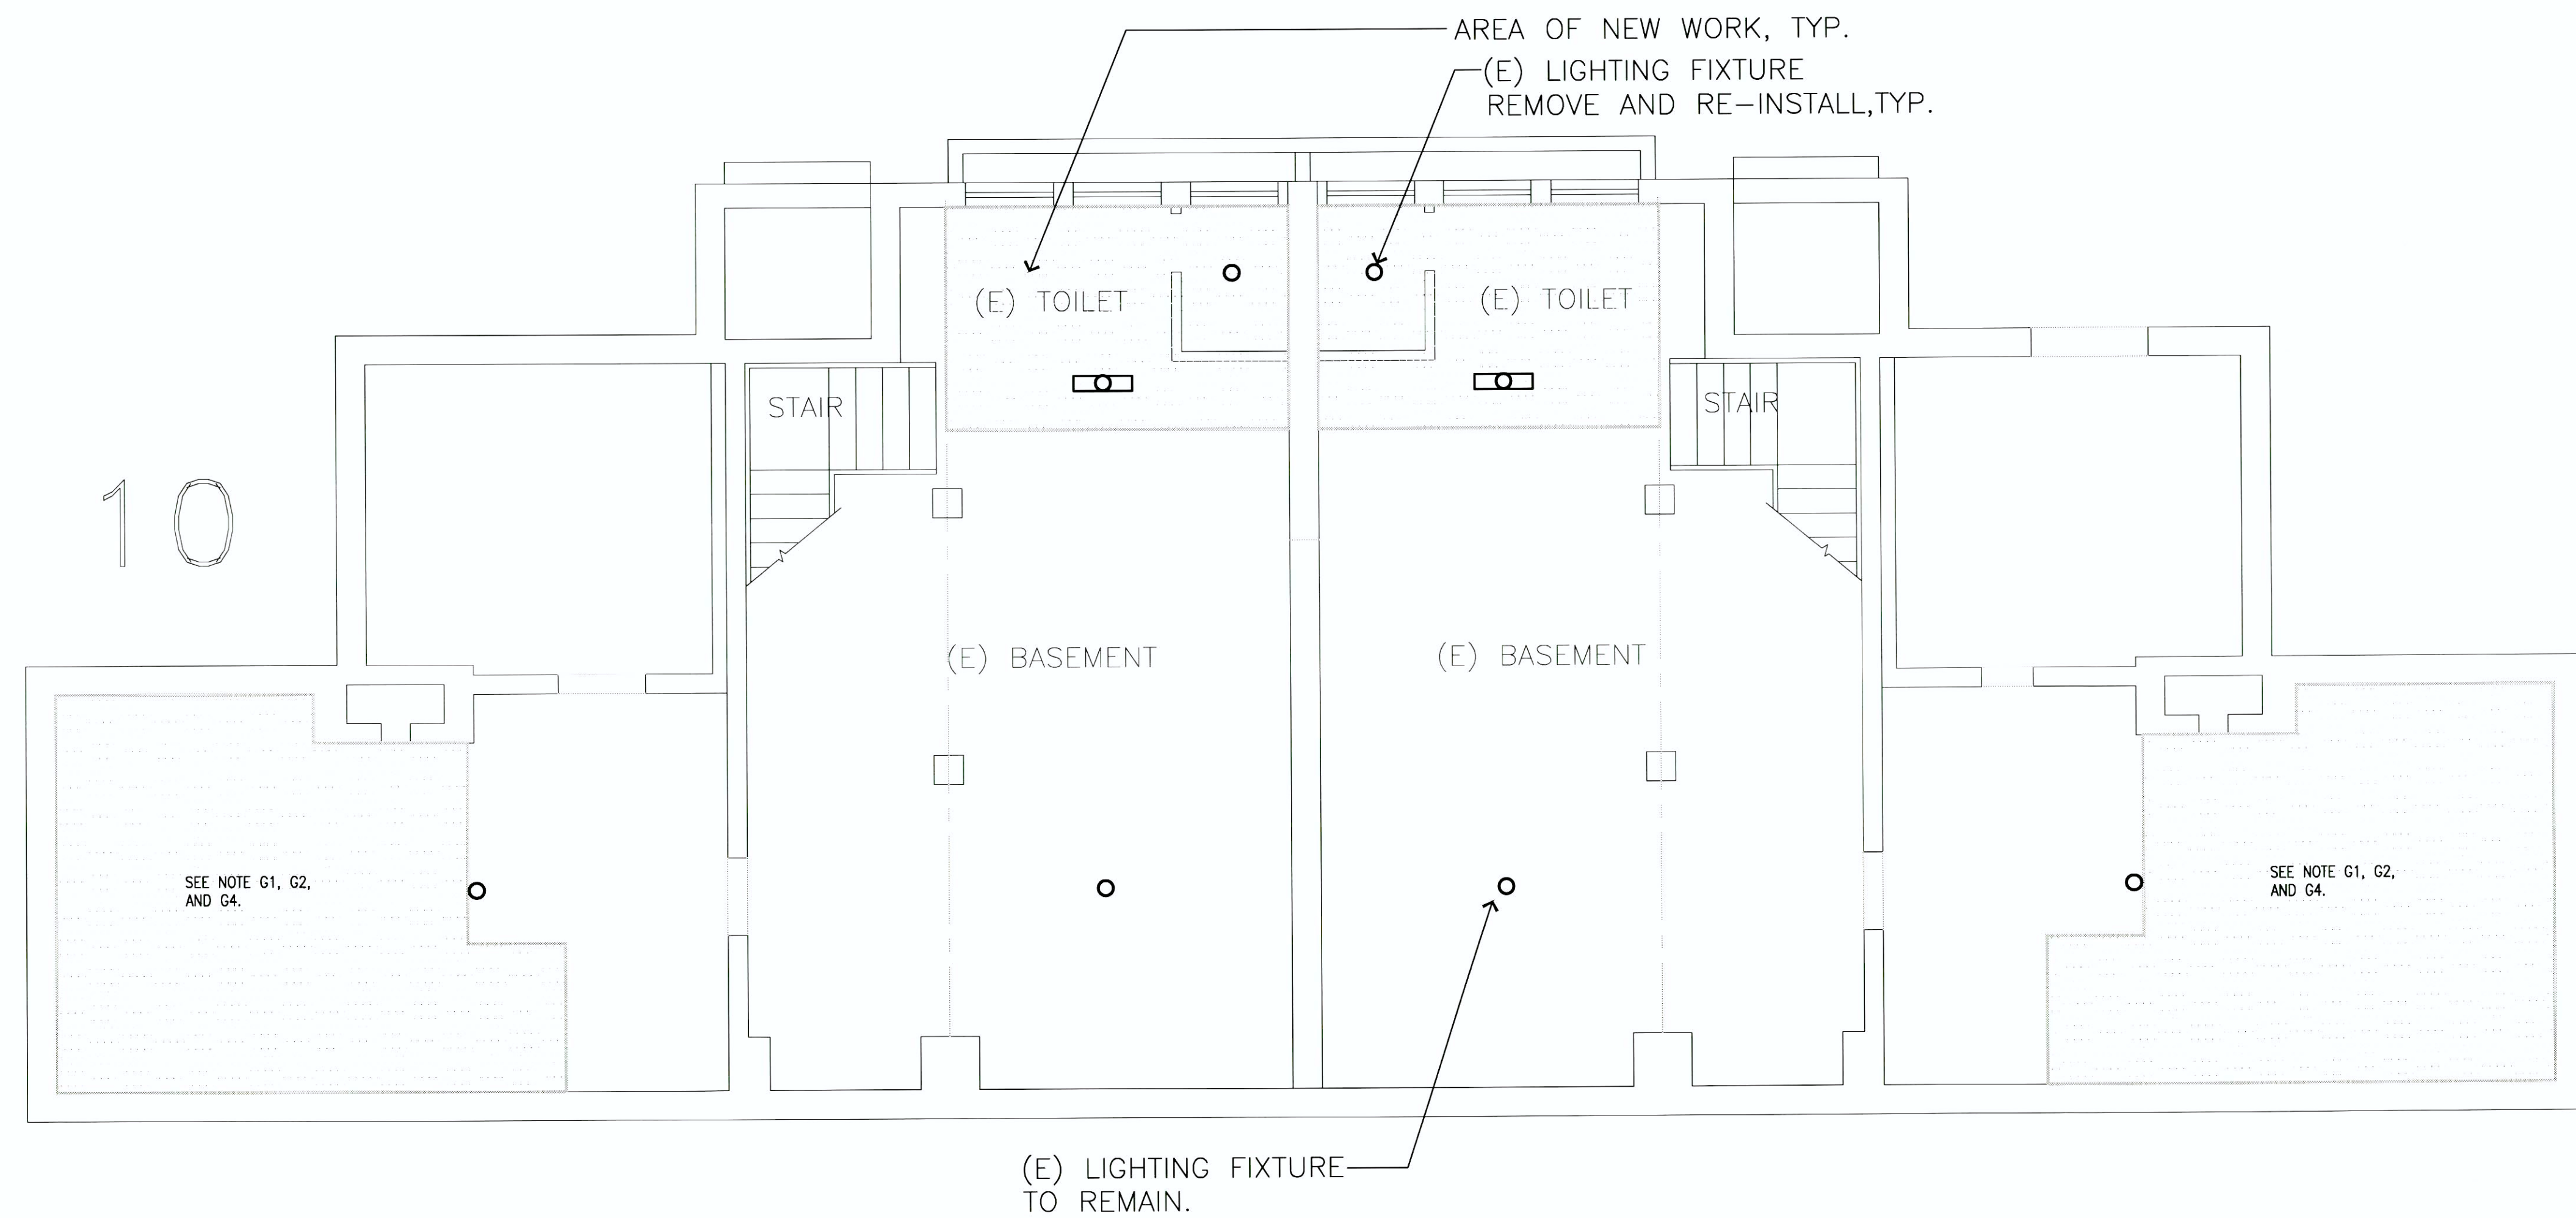 AREA OF NEW WORK, TYP.
(E) LIGHTING FIXTURE
REMOVE AND RE-INSTALL,TYP.
(E) TOILET
(E) TOILET
STAIR
STAIR
10
(E) BASEMENT
(E) BASEMENT
SEE NOTE G1, G2,
AND G4.
SEE NOTE G1, G2,
AND G4.
(E) LIGHTING FIXTURE
TO REMAIN.